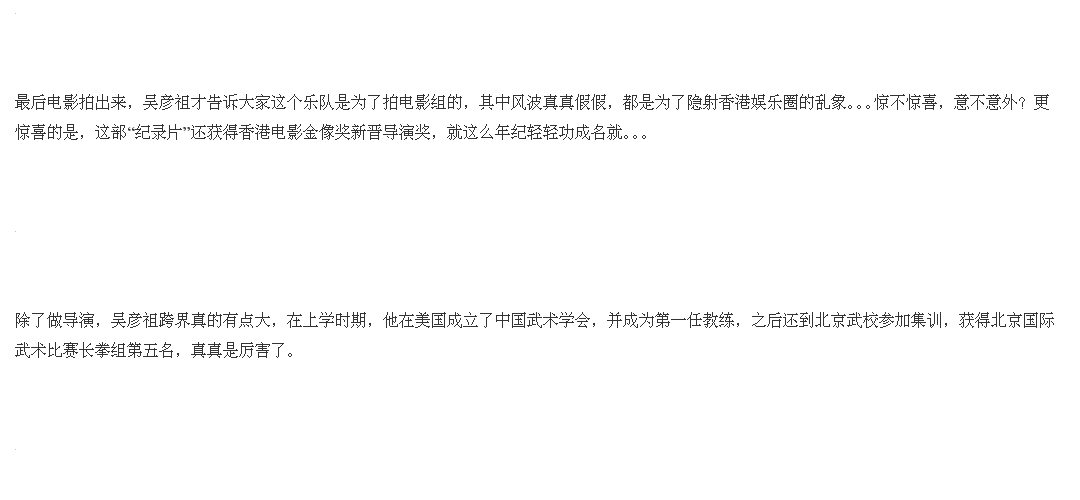 最后电影拍出来，吴彦祖才告诉大家这个乐队是为了拍电影组的，其中风波真真假假，都是为了隐射香港娱乐圈的乱象。。。惊不惊喜，意不意外？更
惊喜的是，这部“纪录片”还获得香港电影金像奖新晋导演奖，就这么年纪轻轻功成名就。。。
除了做导演，吴彦祖跨界真的有点大，在上学时期，他在美国成立了中国武术学会，并成为第一任教练，之后还到北京武校参加集训，获得北京国际
武术比赛长拳组第五名，真真是厉害了。